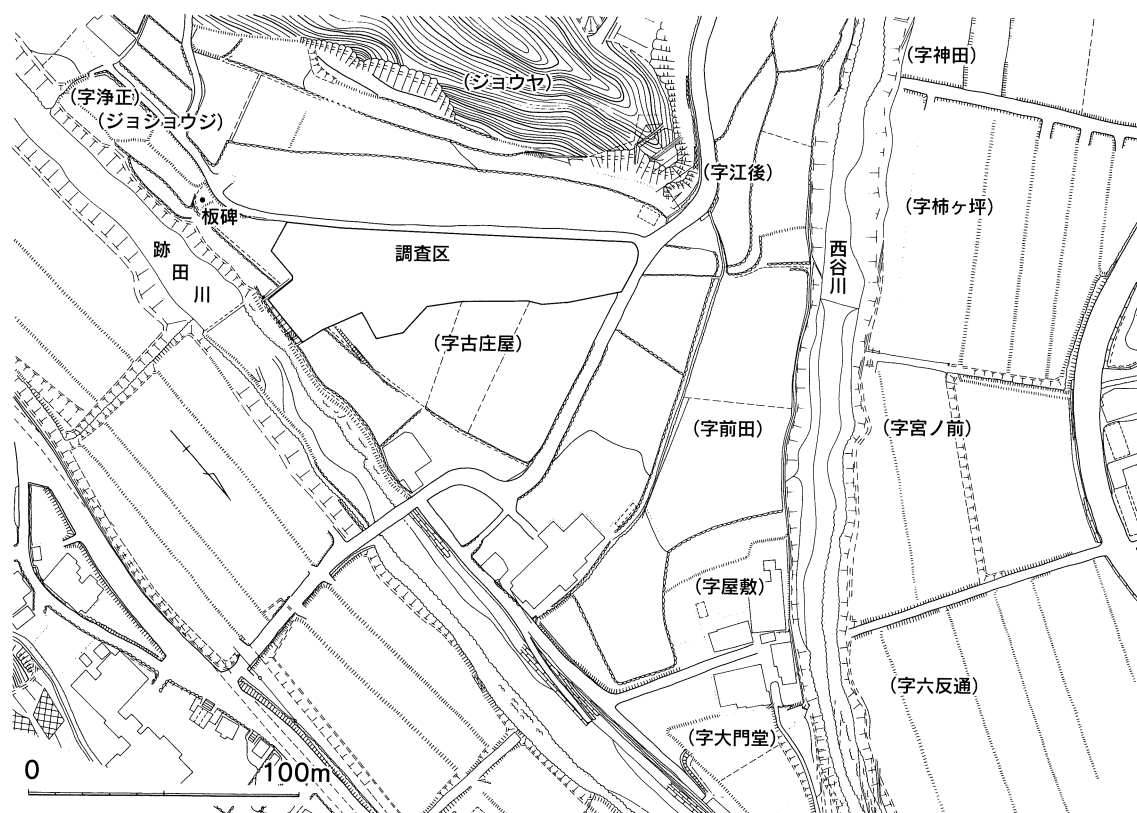 (字神田)
(ジョウヤ)
(字浄正)
(ジョショウジ)
(字江後)
(字柿ヶ坪)
板碑
跡田川
調査区
西谷川
(字古庄屋)
(字前田)
(字宮ノ前)
(字屋敷)
(字六反通)
(字大門堂)
0
100m